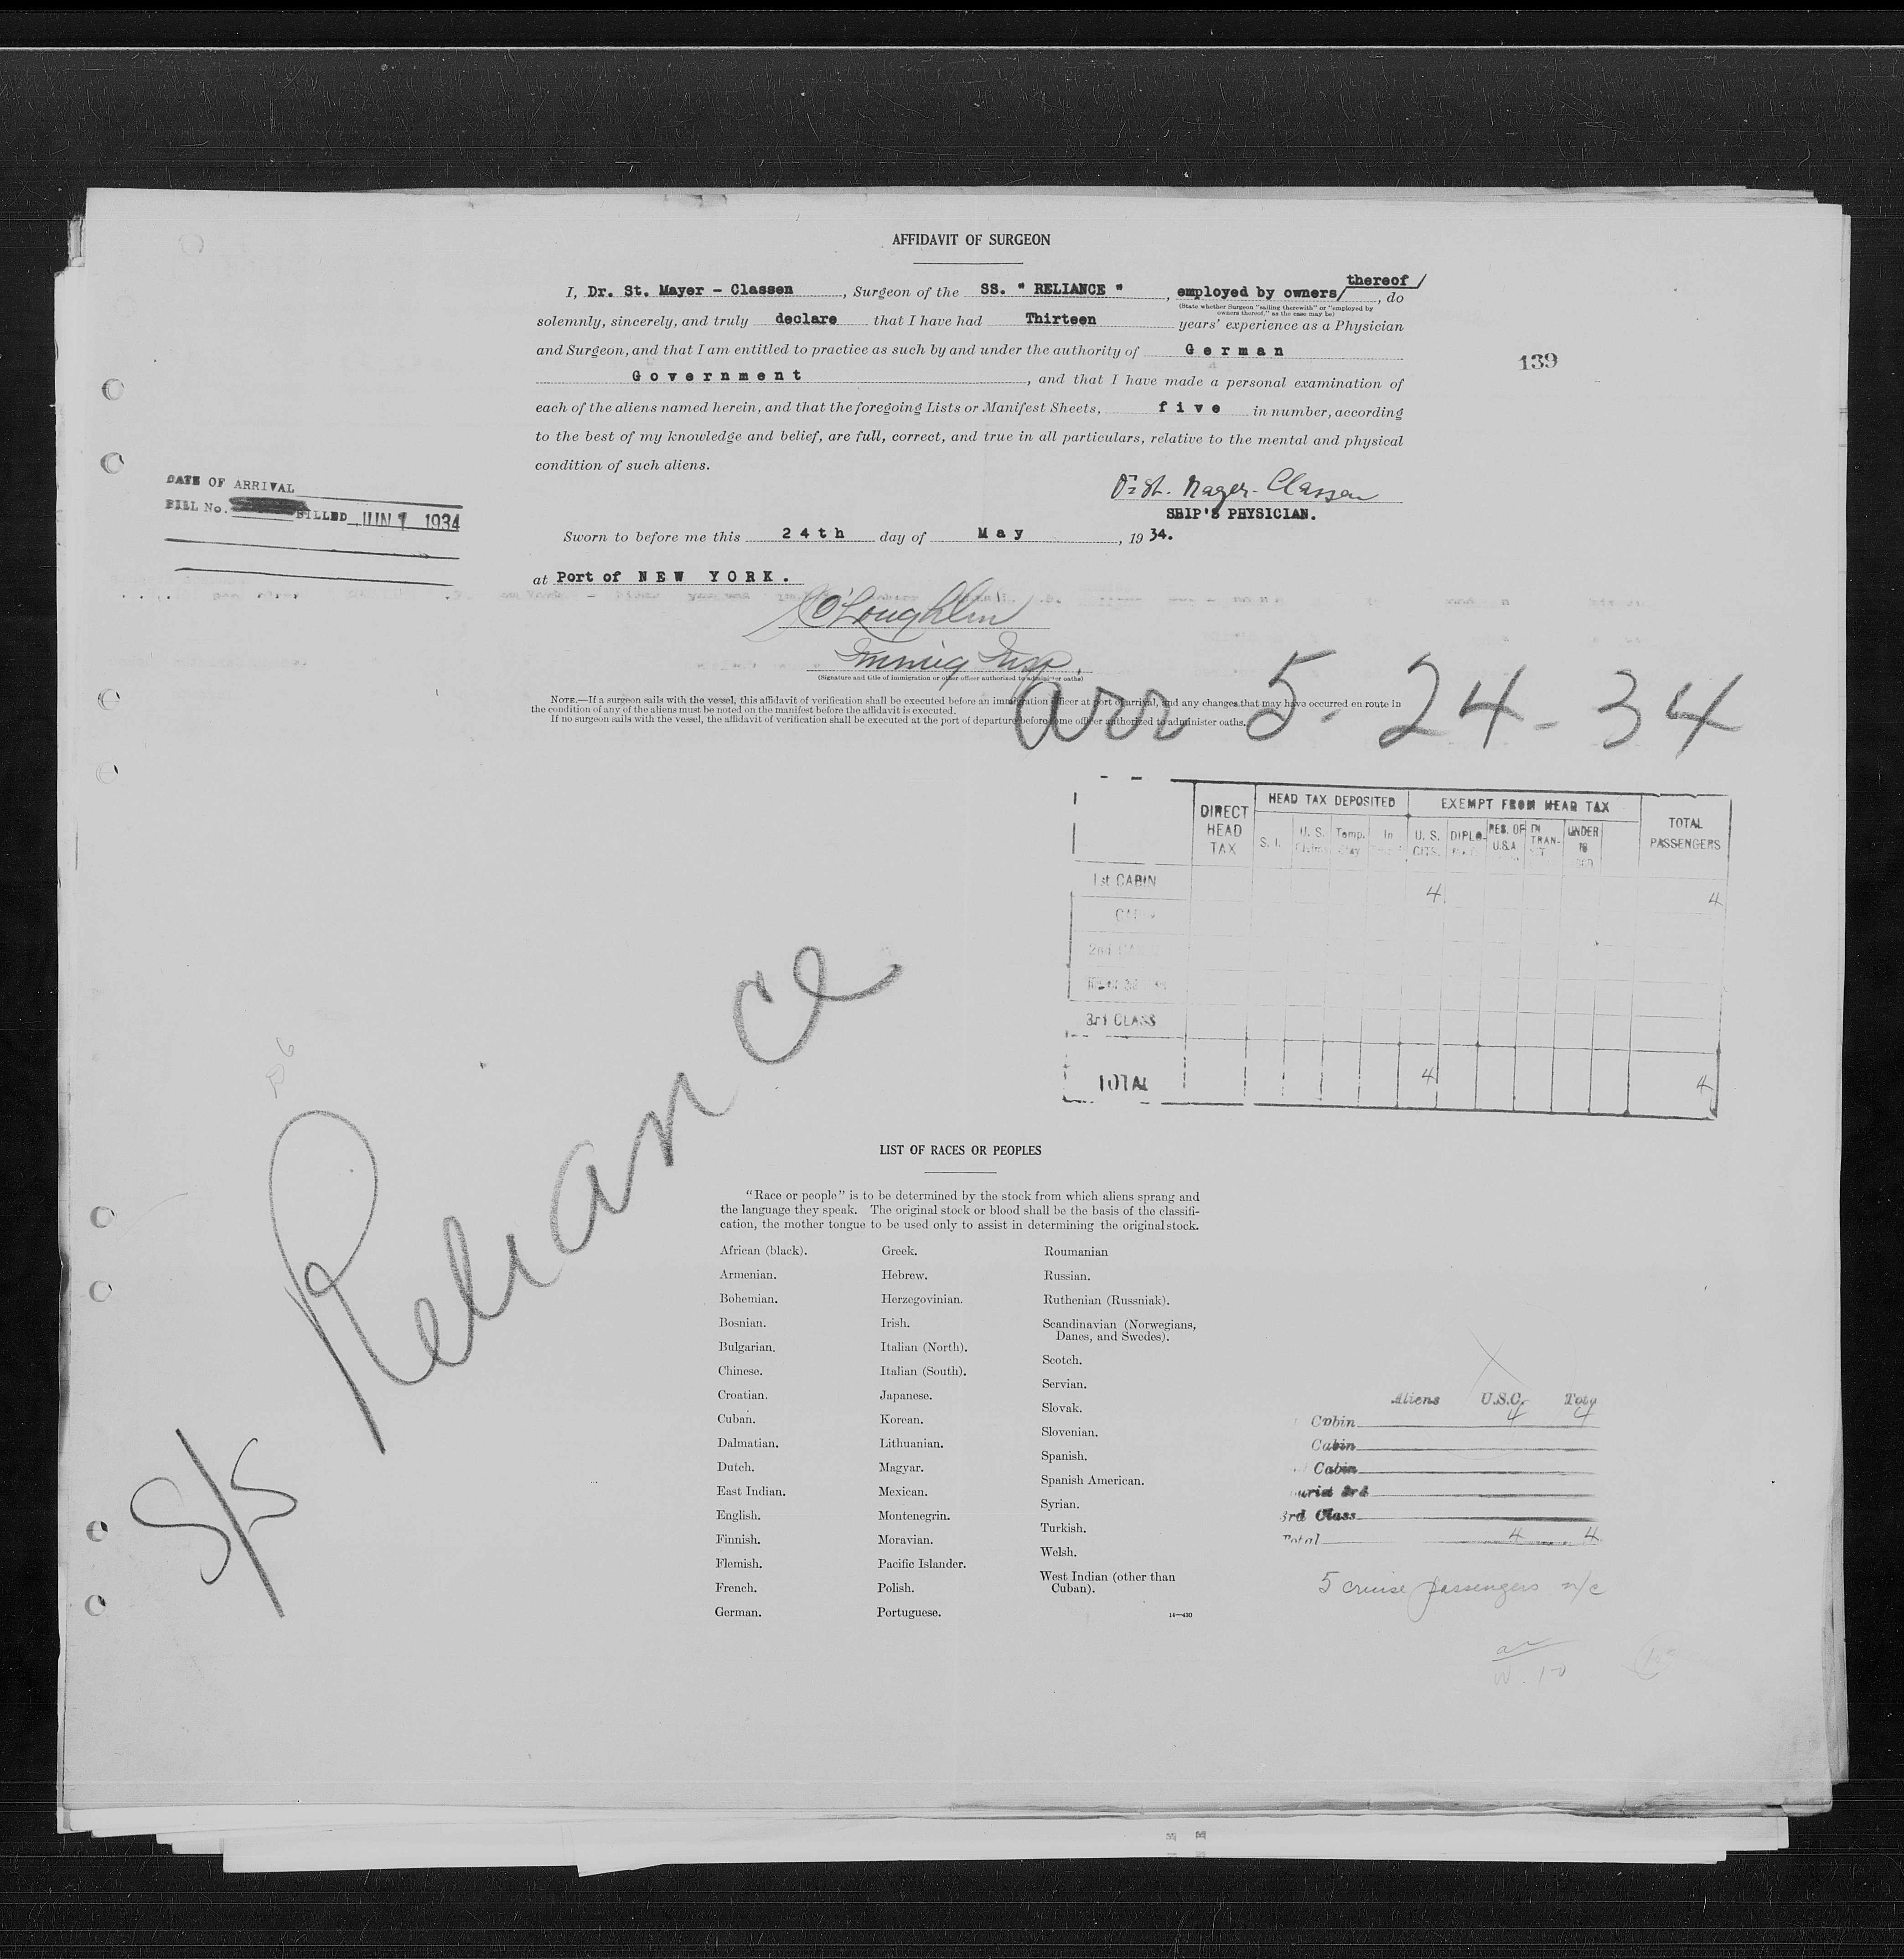 AFFIDAVIT OF SURGEON
I, Dr. St. Mayer - Classen, Surgeon of the SS. " RELIANCE ", employed by owners/thereof/, do
(State whether Surgeon "sailing therewith" or "employed by
owners thereof," as the case may be)
solemnly, sincerely, and truly declare that I have had Thirteen years' experience as a Physician
and Surgeon, and that I am entitled to practice as such by and under the authority of German
139
Government, and that I have made a personal examination of
each of the aliens named herein, and that the foregoing Lists or Manifest Sheets, five in number, according
to the best of my knowledge and belief, are full, correct, and true in all particulars, relative to the mental and physical
condition of such aliens.
DATE OF ARRIVAL
BILL No. BILLED JUN 1 1934
Classen
SHIP'S PHYSICIAN.
Sworn to before me this 24th day of May, 1934.
at Port of NEW YORK.
O'Loughlin
Immig Insp.
(Signature and title of immigration or other officer authorized to administer oaths)
NOTE.—If a surgeon sails with the vessel, this affidavit of verification shall be executed before an immigration officer at port of arrival, and any changes that may have occurred en route in
the condition of any of the aliens must be noted on the manifest before the affidavit is executed.
If no surgeon sails with the vessel, the affidavit of verification shall be executed at the port of departure before some officer authorized to administer oaths.
arr 5-24-34
DIRECT HEAD TAX
HEAD TAX DEPOSITED
EXEMPT FROM HEAD TAX
TOTAL PASSENGERS
S. I. U. S. Temp. In U. S. CITS. DIPLO- RES. OF U.S.A IN TRAN- UNDER 16
1st CABIN 4 4
3rd CLASS
TOTAL 4 4
S/S Reliance
LIST OF RACES OR PEOPLES
"Race or people" is to be determined by the stock from which aliens sprang and
the language they speak. The original stock or blood shall be the basis of the classifi-
cation, the mother tongue to be used only to assist in determining the original stock.
African (black).
Armenian.
Bohemian.
Bosnian.
Bulgarian.
Chinese.
Croatian.
Cuban.
Dalmatian.
Dutch.
East Indian.
English.
Finnish.
Flemish.
French.
German.
Greek.
Hebrew.
Herzegovinian.
Irish.
Italian (North).
Italian (South).
Japanese.
Korean.
Lithuanian.
Magyar.
Mexican.
Montenegrin.
Moravian.
Pacific Islander.
Polish.
Portuguese.
Roumanian
Russian.
Ruthenian (Russniak).
Scandinavian (Norwegians,
Danes, and Swedes).
Scotch.
Servian.
Slovak.
Slovenian.
Spanish.
Spanish American.
Syrian.
Turkish.
Welsh.
West Indian (other than
Cuban).
14—430
Aliens U.S.C. Tot
Cabin 4 4
Cabin
Cabin
urist 3rd
3rd Class
Total 4 4
5 cruise passengers n/c